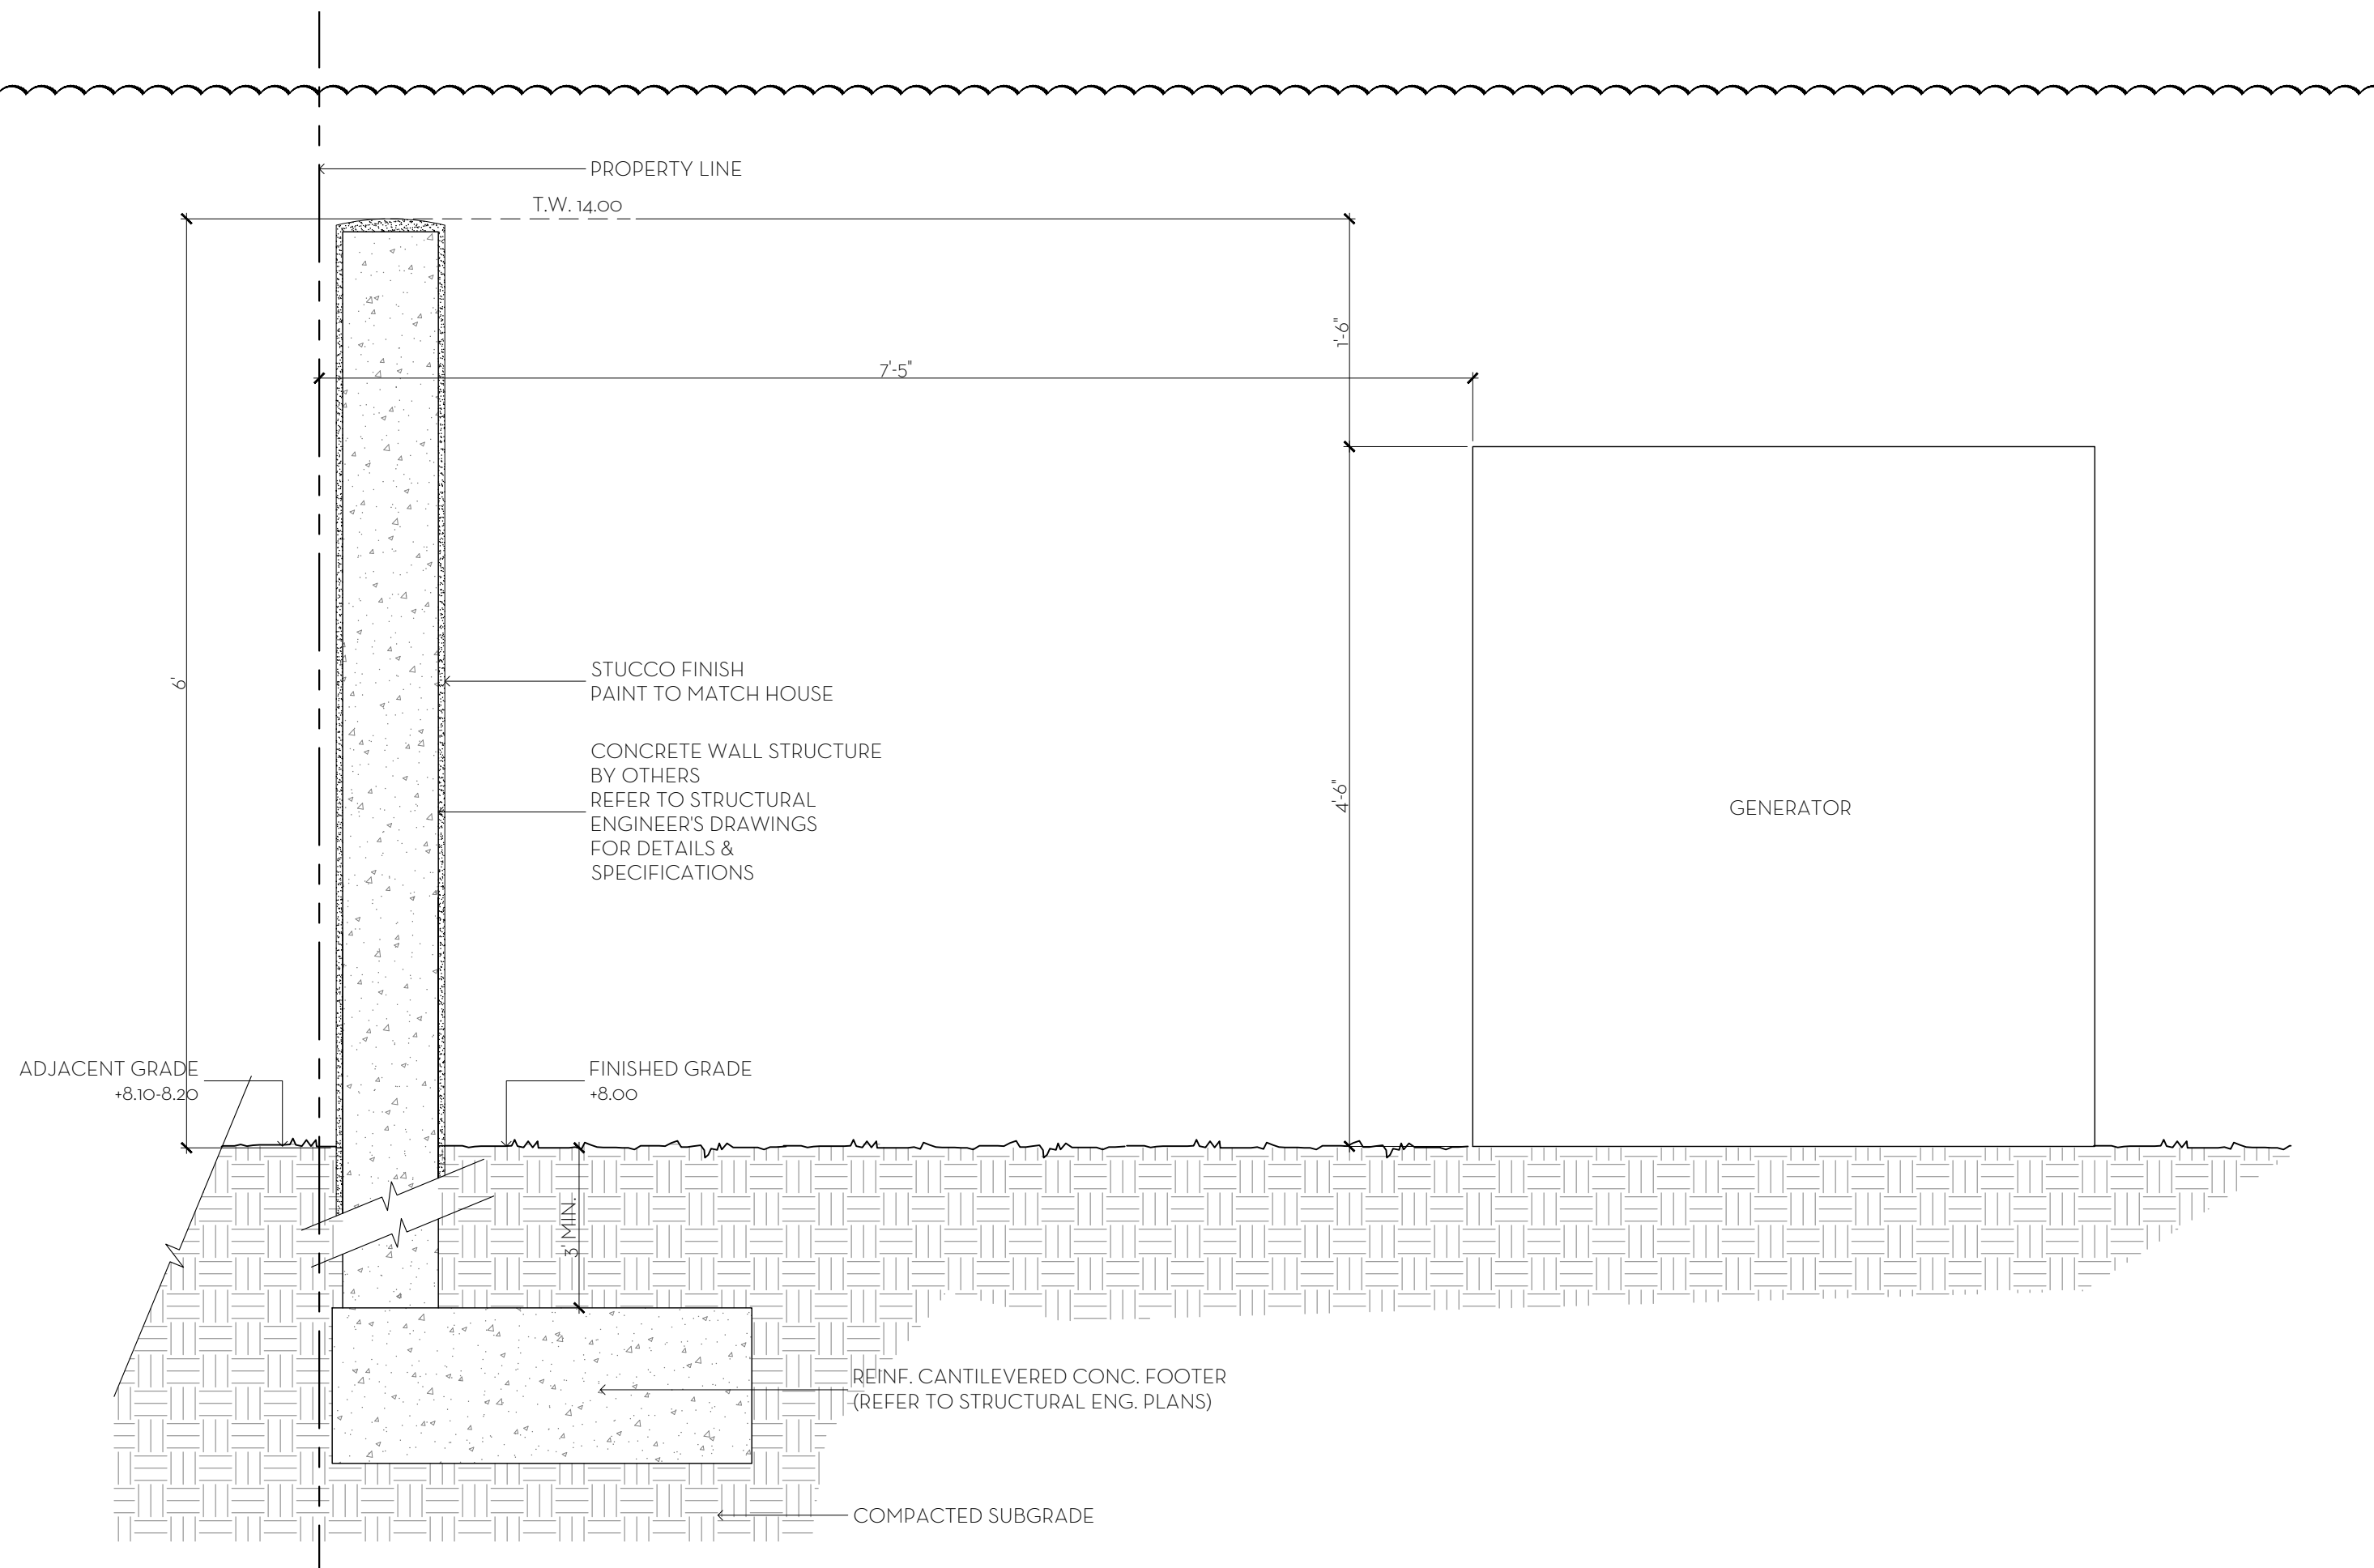 PROPERTY LINE
T.W. 14.00
1'-6"
7'-5"
6'
STUCCO FINISH
PAINT TO MATCH HOUSE
CONCRETE WALL STRUCTURE
BY OTHERS
REFER TO STRUCTURAL
ENGINEER'S DRAWINGS
FOR DETAILS &
SPECIFICATIONS
4'-6"
GENERATOR
ADJACENT GRADE
+8.10-8.20
FINISHED GRADE
+8.00
3' MIN.
REINF. CANTILEVERED CONC. FOOTER
(REFER TO STRUCTURAL ENG. PLANS)
COMPACTED SUBGRADE